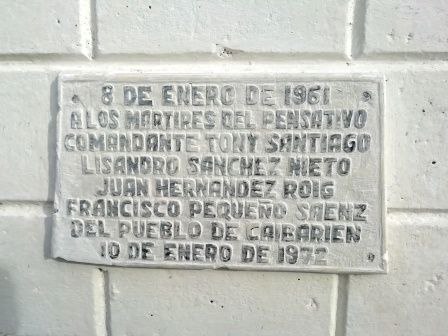 8 DE ENERO DE 1961
A LOS MARTIRES DEL PENSATIVO
COMANDANTE TONY SANTIAGO
LISANDRO SANCHEZ NIETO
JUAN HERNANDEZ ROIG
FRANCISCO PEQUEÑO SAENZ
DEL PUEBLO DE CAIBARIEN
10 DE ENERO DE 1972